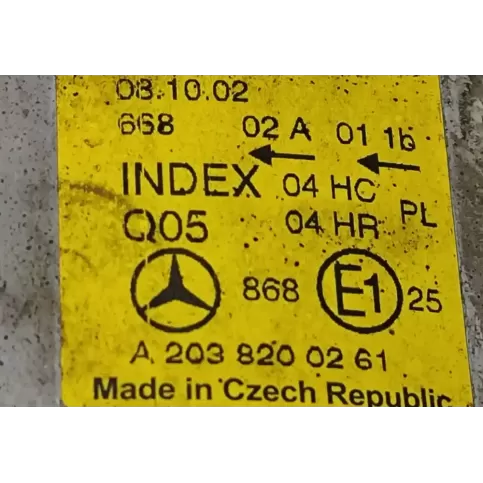 08.10.02
668 02 A 01 1b
INDEX 04 HC PL
Q05 04 HR
868 E1 25
A 203 820 02 61
Made in Czech Republic